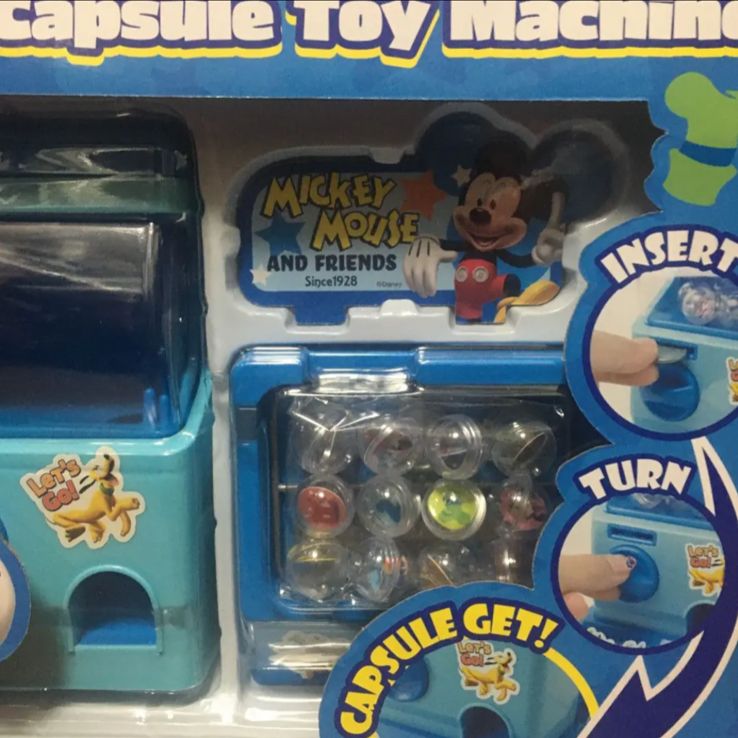 Capsule Toy Machine
MICKEY
MOUSE
AND FRIENDS
Since1928
©Disney
INSERT
LET'S
GO!
TURN
LET'S
GO!
CAPSULE GET!
LET'S
GO!